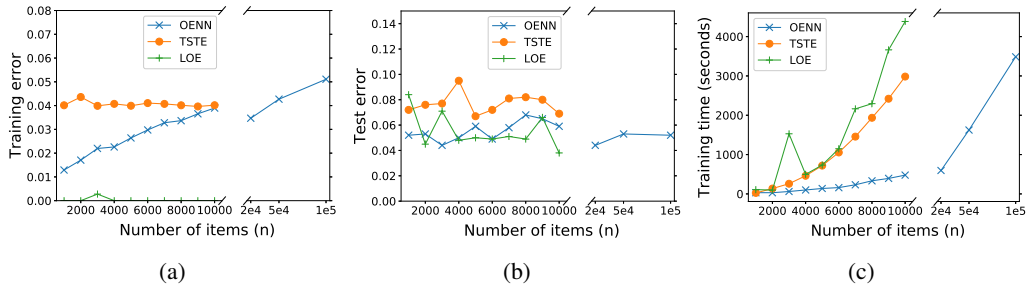 (a)
Training error
0.08
0.07
0.06
0.05
0.04
0.03
0.02
0.01
0.00
OENN
TSTE
LOE
2000 4000 6000 8000 10000 2e4 5e4 1e5
Number of items (n)
(a)
(b)
Test error
0.14
0.12
0.10
0.08
0.06
0.04
0.02
0.00
OENN
TSTE
LOE
2000 4000 6000 8000 10000 2e4 5e4 1e5
Number of items (n)
(b)
(c)
Training time (seconds)
4000
3000
2000
1000
0
OENN
TSTE
LOE
2000 4000 6000 8000 10000 2e4 5e4 1e5
Number of items (n)
(c)